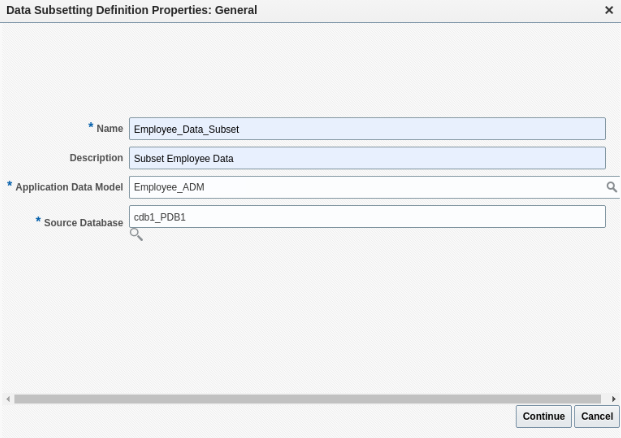 Data Subsetting Definition Properties: General
* Name Employee_Data_Subset
Description Subset Employee Data
* Application Data Model Employee_ADM
* Source Database cdb1_PDB1
Continue Cancel